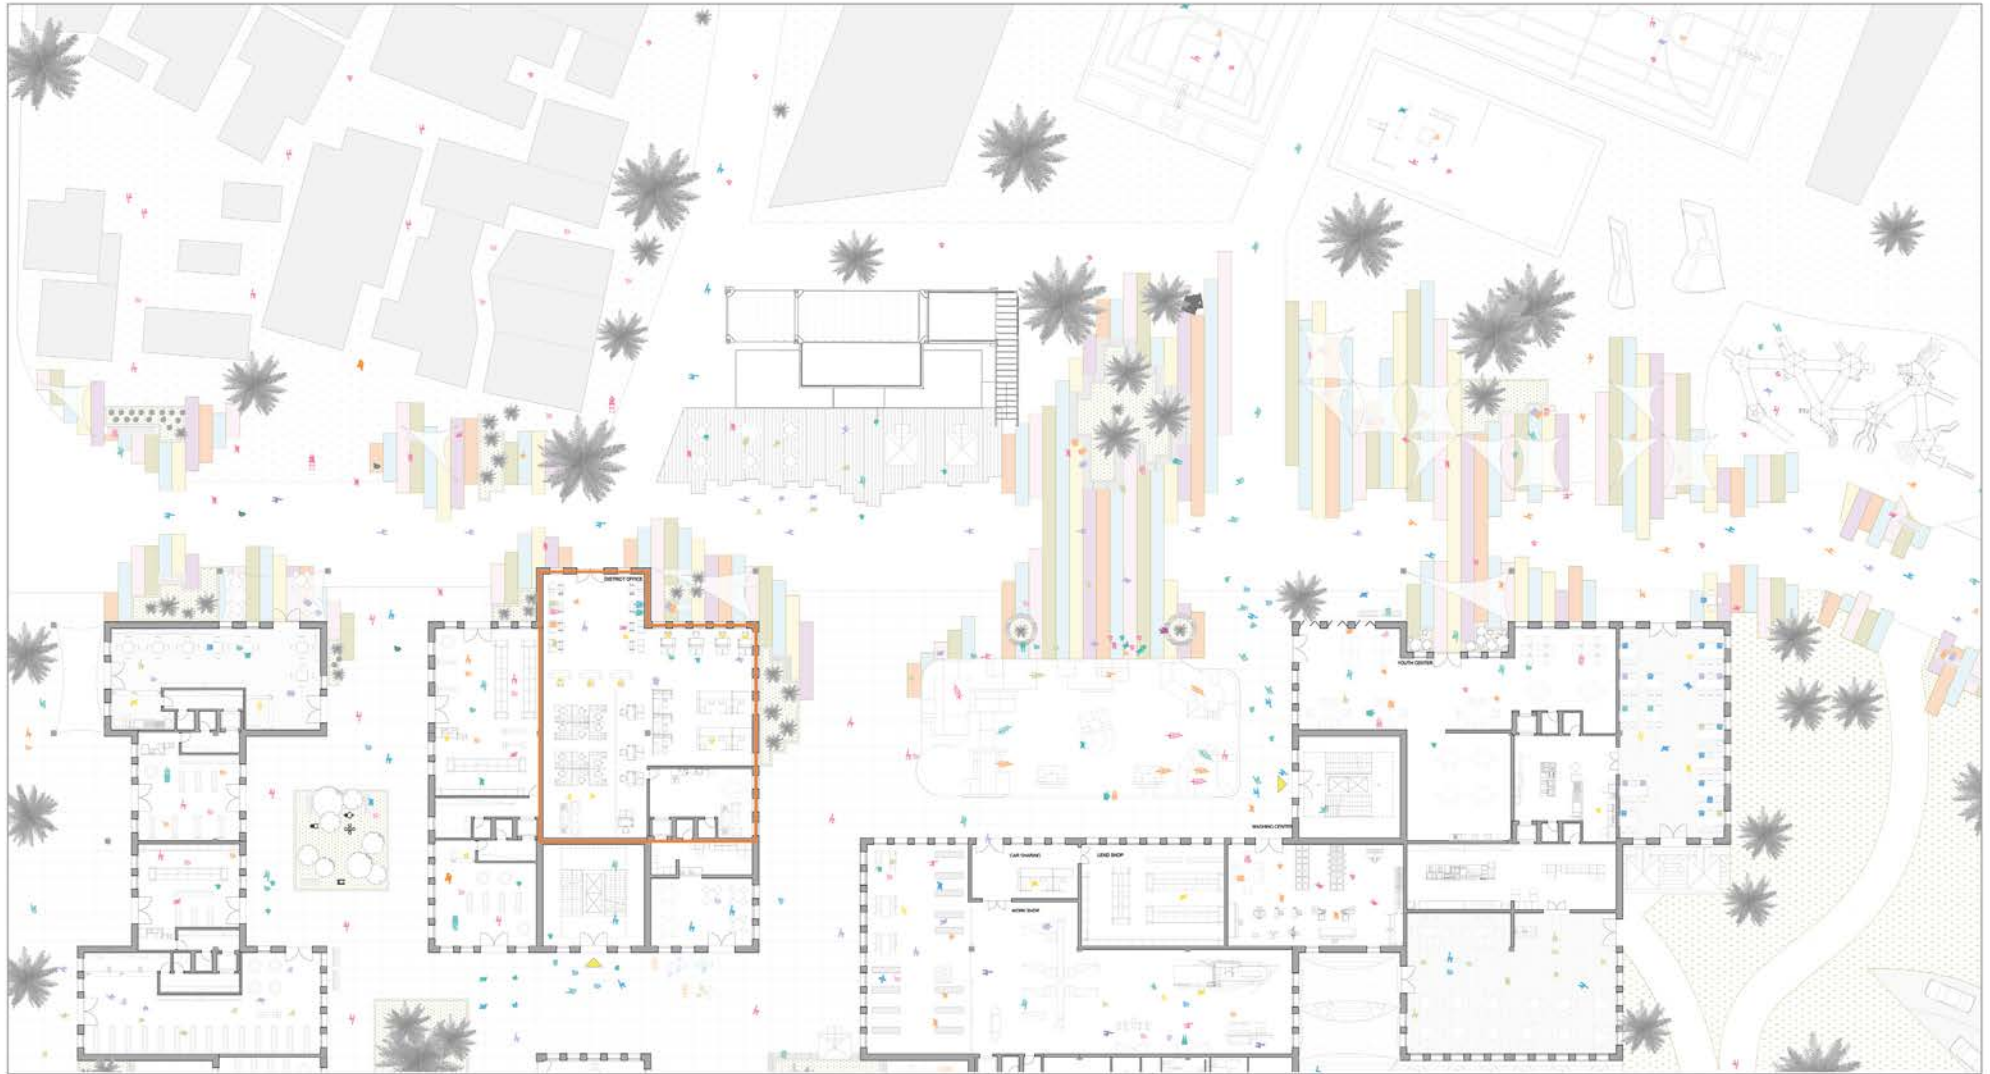 DISTRICT OFFICE
YOUTH CENTER
WASHING CENTER
CAR SHARING
LEND SHOP
WORK SHOP